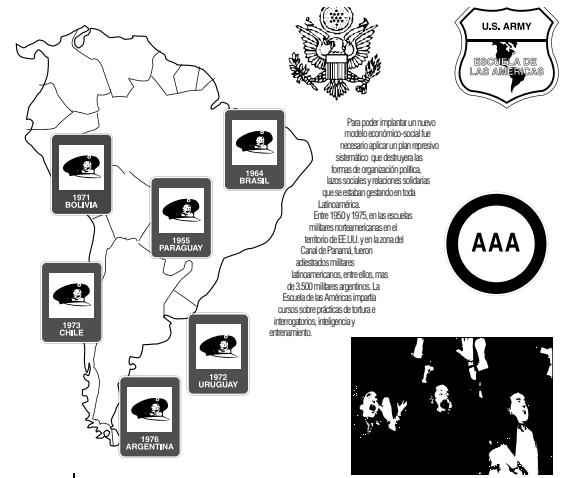 U.S. ARMY
ESCUELA DE
LAS AMERICAS
Para poder implantar un nuevo
modelo económico-social fue
necesario aplicar un plan represivo
sistemático que destruyera las
formas de organización política,
lazos sociales y relaciones solidarias
que se estaban gestando en toda
Latinoamérica.
Entre 1950 y 1975, en las escuelas
militares norteamericanas en el
territorio de EE.UU. y en la zona del
Canal de Panamá, fueron
adiestrados militares
latinoamericanos, entre ellos, mas
de 3.500 militares argentinos. La
Escuela de las Américas impartía
cursos sobre prácticas de tortura e
interrogatorios, inteligencia y
entrenamiento.
1964
BRASIL
1971
BOLIVIA
1955
PARAGUAY
AAA
1973
CHILE
1972
URUGUAY
1976
ARGENTINA